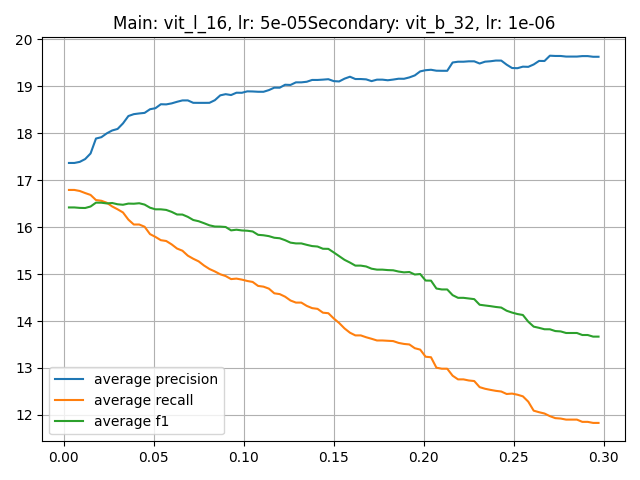 Main: vit_l_16, lr: 5e-05Secondary: vit_b_32, lr: 1e-06
20
19
18
17
16
15
14
13
12
average precision
average recall
average f1
0.00 0.05 0.10 0.15 0.20 0.25 0.30